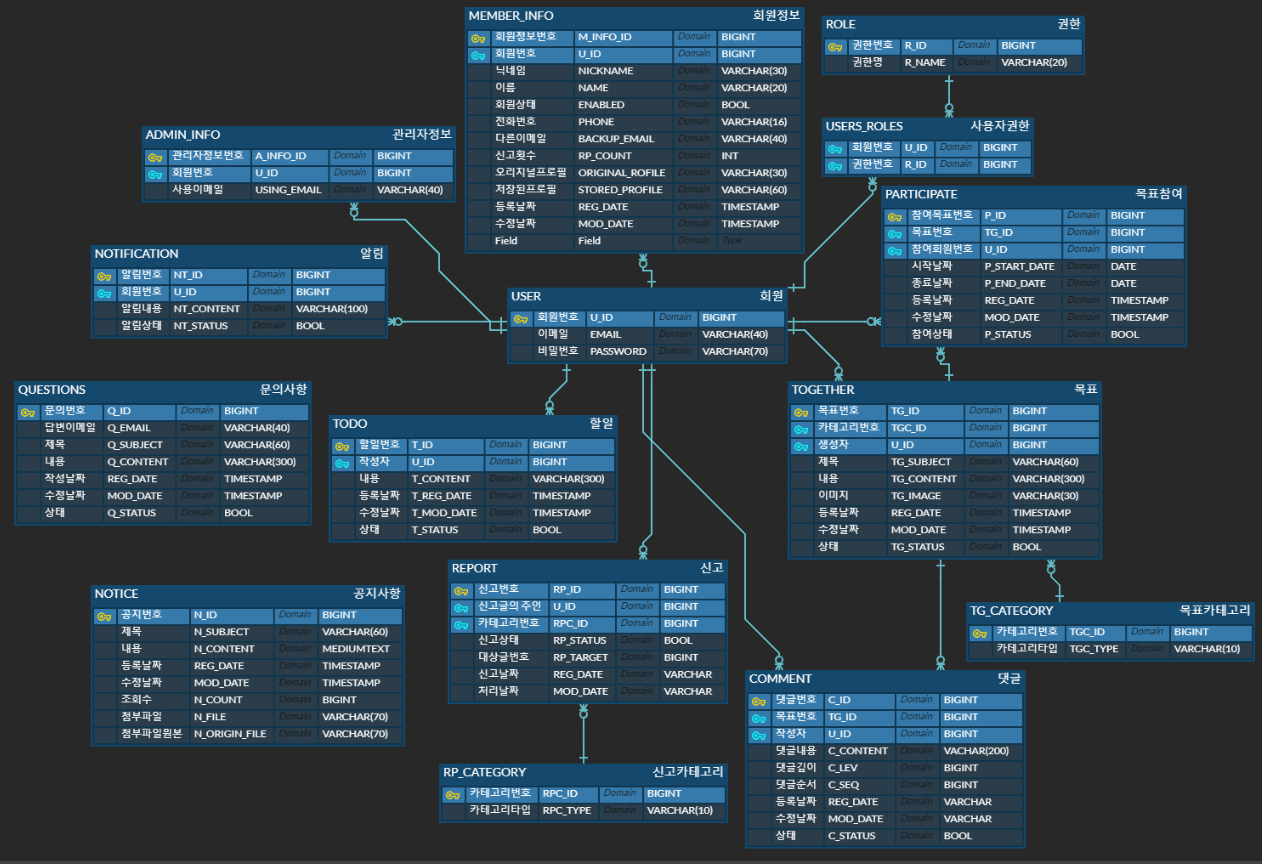 MEMBER_INFO 회원정보
회원정보번호 M_INFO_ID Domain BIGINT
회원번호 U_ID Domain BIGINT
닉네임 NICKNAME Domain VARCHAR(30)
이름 NAME Domain VARCHAR(20)
회원상태 ENABLED Domain BOOL
전화번호 PHONE Domain VARCHAR(16)
다른이메일 BACKUP_EMAIL Domain VARCHAR(40)
신고횟수 RP_COUNT Domain INT
오리지널프로필 ORIGINAL_ROFILE Domain VARCHAR(30)
저장된프로필 STORED_PROFILE Domain VARCHAR(60)
등록날짜 REG_DATE Domain TIMESTAMP
수정날짜 MOD_DATE Domain TIMESTAMP
Field Field Domain Type
ROLE 권한
권한번호 R_ID Domain BIGINT
권한명 R_NAME Domain VARCHAR(20)
USERS_ROLES 사용자권한
회원번호 U_ID Domain BIGINT
권한번호 R_ID Domain BIGINT
ADMIN_INFO 관리자정보
관리자정보번호 A_INFO_ID Domain BIGINT
회원번호 U_ID Domain BIGINT
사용이메일 USING_EMAIL Domain VARCHAR(40)
PARTICIPATE 목표참여
참여목표번호 P_ID Domain BIGINT
목표번호 TG_ID Domain BIGINT
참여회원번호 U_ID Domain BIGINT
시작날짜 P_START_DATE Domain DATE
종료날짜 P_END_DATE Domain DATE
등록날짜 REG_DATE Domain TIMESTAMP
수정날짜 MOD_DATE Domain TIMESTAMP
참여상태 P_STATUS Domain BOOL
NOTIFICATION 알림
알림번호 NT_ID Domain BIGINT
회원번호 U_ID Domain BIGINT
알림내용 NT_CONTENT Domain VARCHAR(100)
알림상태 NT_STATUS Domain BOOL
USER 회원
회원번호 U_ID Domain BIGINT
이메일 EMAIL Domain VARCHAR(40)
비밀번호 PASSWORD Domain VARCHAR(70)
QUESTIONS 문의사항
문의번호 Q_ID Domain BIGINT
답변이메일 Q_EMAIL Domain VARCHAR(40)
제목 Q_SUBJECT Domain VARCHAR(60)
내용 Q_CONTENT Domain VARCHAR(300)
작성날짜 REG_DATE Domain TIMESTAMP
수정날짜 MOD_DATE Domain TIMESTAMP
상태 Q_STATUS Domain BOOL
TODO 할일
할일번호 T_ID Domain BIGINT
작성자 U_ID Domain BIGINT
내용 T_CONTENT Domain VARCHAR(300)
등록날짜 T_REG_DATE Domain TIMESTAMP
수정날짜 T_MOD_DATE Domain TIMESTAMP
상태 T_STATUS Domain BOOL
TOGETHER 목표
목표번호 TG_ID Domain BIGINT
카테고리번호 TGC_ID Domain BIGINT
생성자 U_ID Domain BIGINT
제목 TG_SUBJECT Domain VARCHAR(60)
내용 TG_CONTENT Domain VARCHAR(300)
이미지 TG_IMAGE Domain VARCHAR(30)
등록날짜 REG_DATE Domain TIMESTAMP
수정날짜 MOD_DATE Domain TIMESTAMP
상태 TG_STATUS Domain BOOL
REPORT 신고
신고번호 RP_ID Domain BIGINT
신고글의 주인 U_ID Domain BIGINT
카테고리번호 RPC_ID Domain BIGINT
신고상태 RP_STATUS Domain BOOL
대상글번호 RP_TARGET Domain BIGINT
신고날짜 REG_DATE Domain VARCHAR
처리날짜 MOD_DATE Domain VARCHAR
NOTICE 공지사항
공지번호 N_ID Domain BIGINT
제목 N_SUBJECT Domain VARCHAR(60)
내용 N_CONTENT Domain MEDIUMTEXT
등록날짜 REG_DATE Domain TIMESTAMP
수정날짜 MOD_DATE Domain TIMESTAMP
조회수 N_COUNT Domain BIGINT
첨부파일 N_FILE Domain VARCHAR(70)
첨부파일원본 N_ORIGIN_FILE Domain VARCHAR(70)
TG_CATEGORY 목표카테고리
카테고리번호 TGC_ID Domain BIGINT
카테고리타입 TGC_TYPE Domain VARCHAR(10)
COMMENT 댓글
댓글번호 C_ID Domain BIGINT
목표번호 TG_ID Domain BIGINT
작성자 U_ID Domain BIGINT
댓글내용 C_CONTENT Domain VACHAR(200)
댓글깊이 C_LEV Domain BIGINT
댓글순서 C_SEQ Domain BIGINT
등록날짜 REG_DATE Domain VARCHAR
수정날짜 MOD_DATE Domain VARCHAR
상태 C_STATUS Domain BOOL
RP_CATEGORY 신고카테고리
카테고리번호 RPC_ID Domain BIGINT
카테고리타입 RPC_TYPE Domain VARCHAR(10)